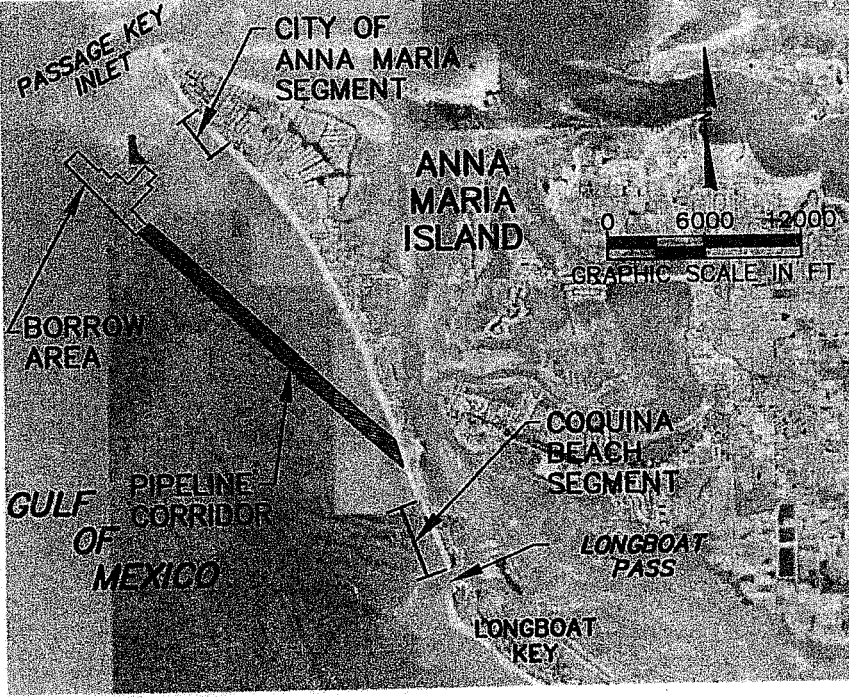 PASSAGE KEY
INLET
CITY OF
ANNA MARIA
SEGMENT
N
ANNA
MARIA
ISLAND
0 6000 12000
GRAPHIC SCALE IN FT
BORROW
AREA
PIPELINE
CORRIDOR
COQUINA
BEACH
SEGMENT
GULF
OF
MEXICO
LONGBOAT
PASS
LONGBOAT
KEY